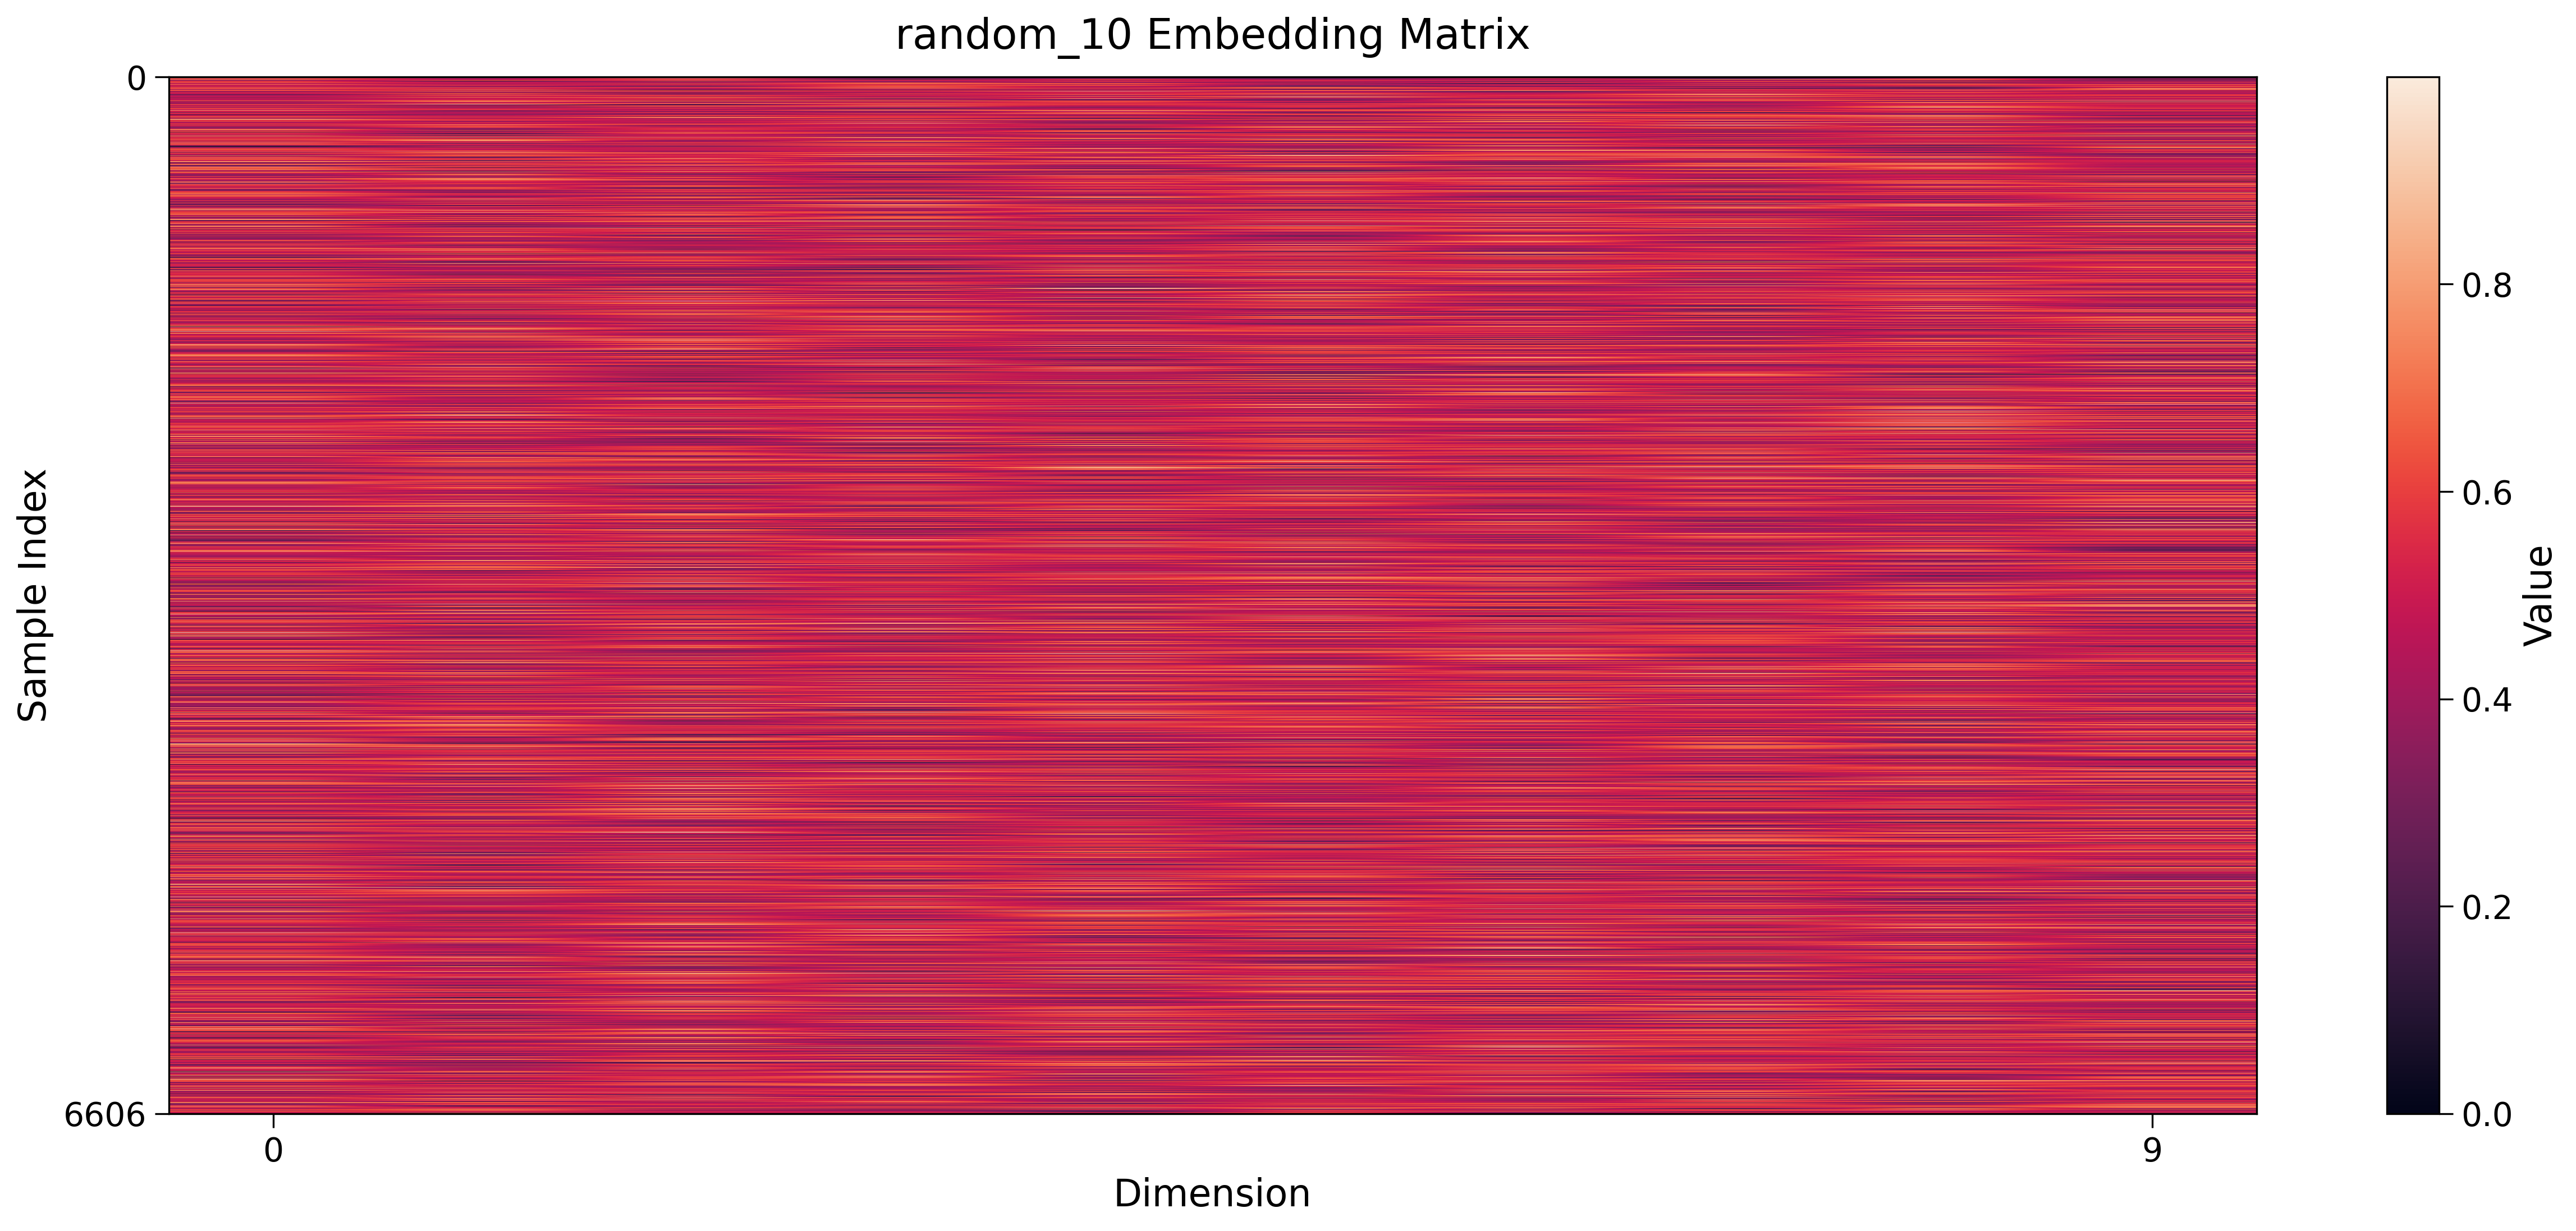 random_10 Embedding Matrix
0
6606
Sample Index
0
9
Dimension
0.8
0.6
0.4
0.2
0.0
Value